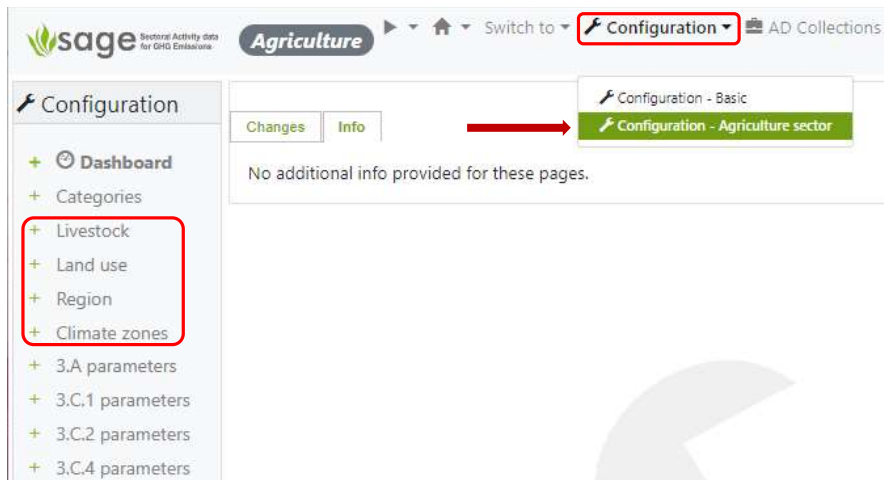 sage Sectoral Activity data
for GHG Emissions
Agriculture Switch to Configuration AD Collections
Configuration - Basic
Configuration - Agriculture sector
Configuration
Dashboard
Categories
Livestock
Land use
Region
Climate zones
3.A parameters
3.C.1 parameters
3.C.2 parameters
3.C.4 parameters
Changes Info
No additional info provided for these pages.